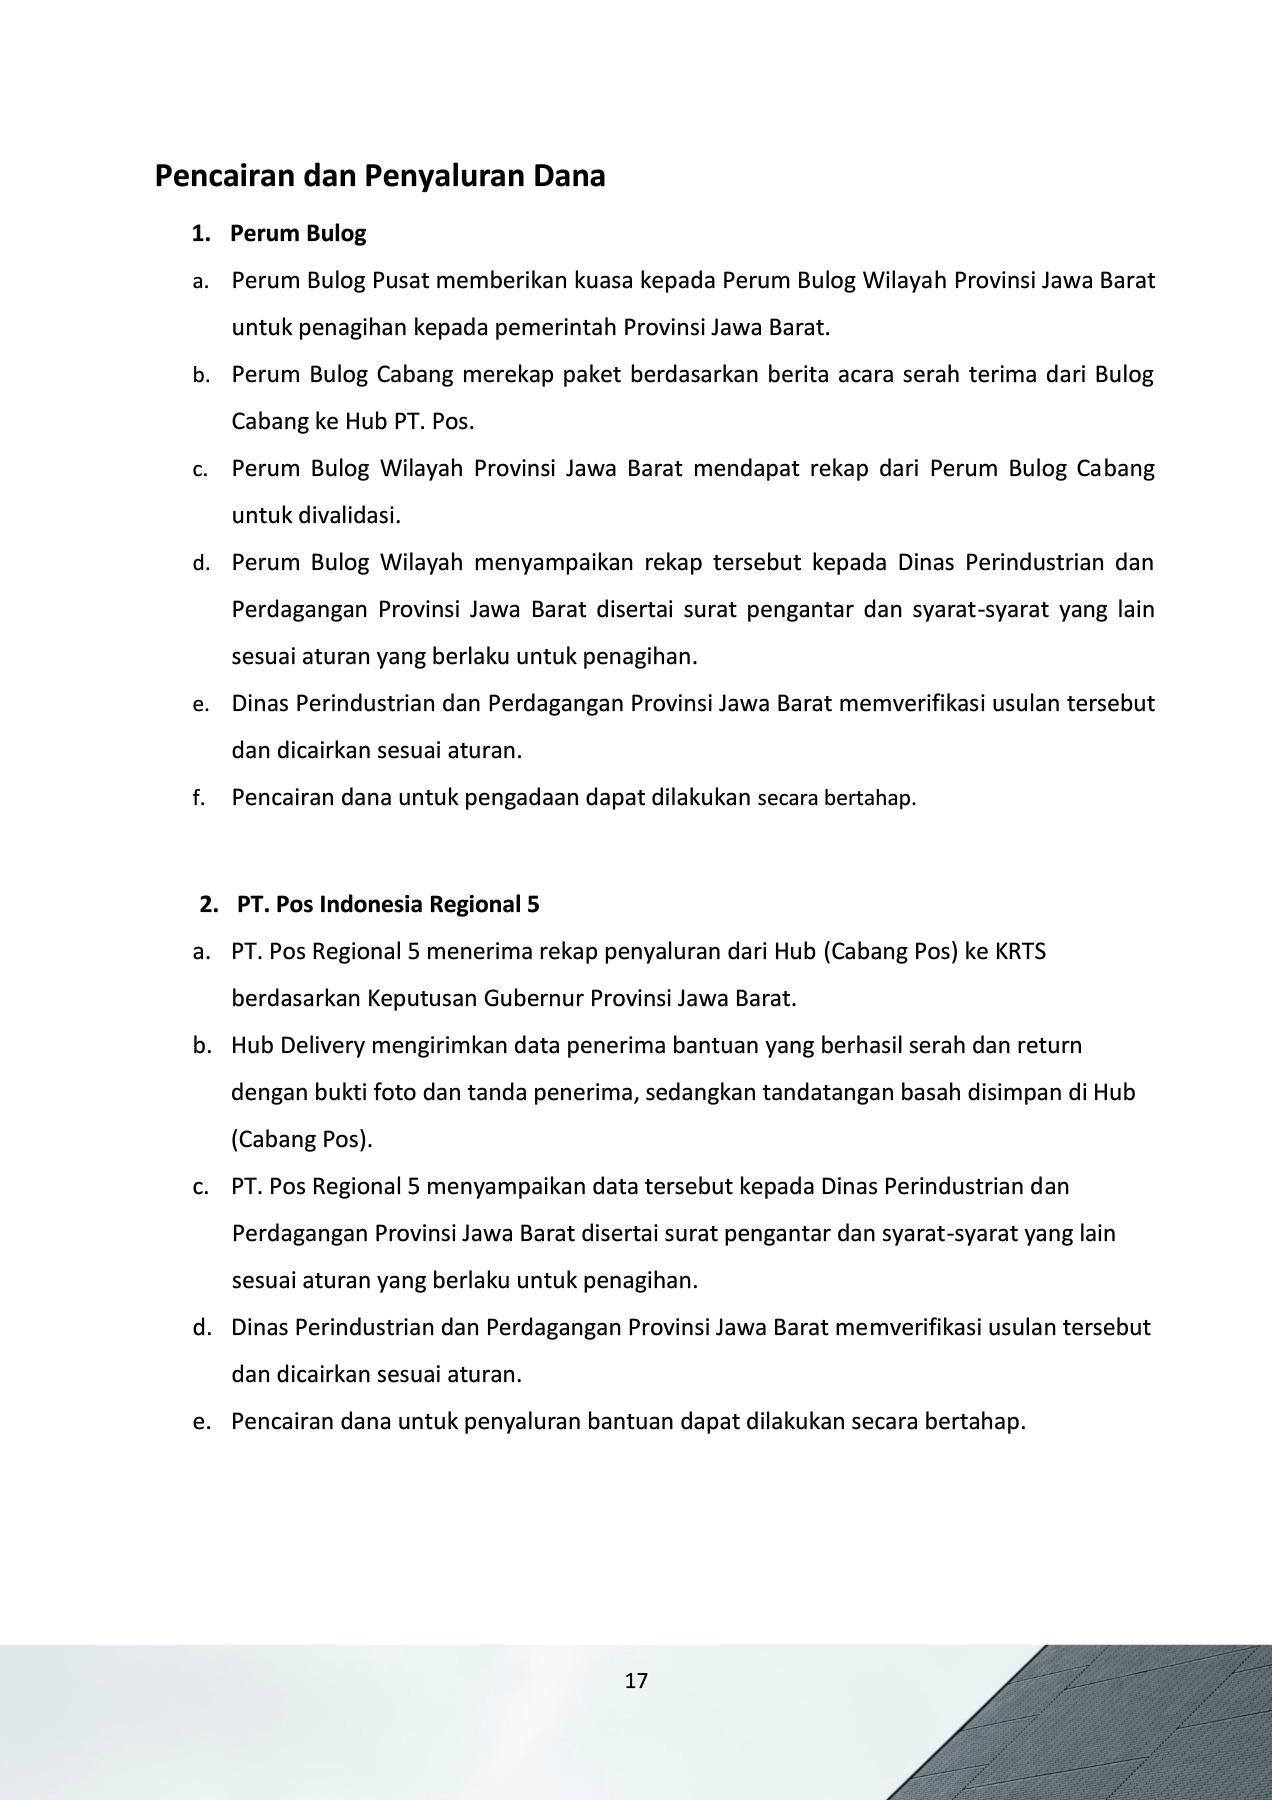 Pencairan dan Penyaluran Dana
1. Perum Bulog
a. Perum Bulog Pusat memberikan kuasa kepada Perum Bulog Wilayah Provinsi Jawa Barat
untuk penagihan kepada pemerintah Provinsi Jawa Barat.
b. Perum Bulog Cabang merekap paket berdasarkan berita acara serah terima dari Bulog
Cabang ke Hub PT. Pos.
c. Perum Bulog Wilayah Provinsi Jawa Barat mendapat rekap dari Perum Bulog Cabang
untuk divalidasi.
d. Perum Bulog Wilayah menyampaikan rekap tersebut kepada Dinas Perindustrian dan
Perdagangan Provinsi Jawa Barat disertai surat pengantar dan syarat-syarat yang lain
sesuai aturan yang berlaku untuk penagihan.
e. Dinas Perindustrian dan Perdagangan Provinsi Jawa Barat memverifikasi usulan tersebut
dan dicairkan sesuai aturan.
f. Pencairan dana untuk pengadaan dapat dilakukan secara bertahap.
2. PT. Pos Indonesia Regional 5
a. PT. Pos Regional 5 menerima rekap penyaluran dari Hub (Cabang Pos) ke KRTS
berdasarkan Keputusan Gubernur Provinsi Jawa Barat.
b. Hub Delivery mengirimkan data penerima bantuan yang berhasil serah dan return
dengan bukti foto dan tanda penerima, sedangkan tandatangan basah disimpan di Hub
(Cabang Pos).
c. PT. Pos Regional 5 menyampaikan data tersebut kepada Dinas Perindustrian dan
Perdagangan Provinsi Jawa Barat disertai surat pengantar dan syarat-syarat yang lain
sesuai aturan yang berlaku untuk penagihan.
d. Dinas Perindustrian dan Perdagangan Provinsi Jawa Barat memverifikasi usulan tersebut
dan dicairkan sesuai aturan.
e. Pencairan dana untuk penyaluran bantuan dapat dilakukan secara bertahap.
17